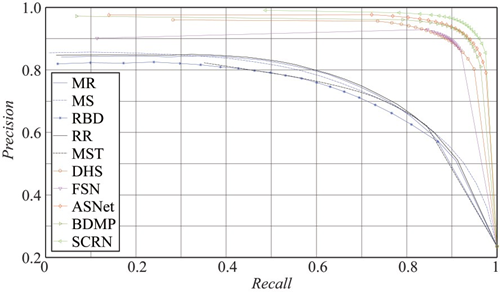 1.0
0.8
0.6
0.4
0.2
0
0.2
0.4
0.6
0.8
1
Precision
Recall
MR
MS
RBD
RR
MST
DHS
FSN
ASNet
BDMP
SCRN